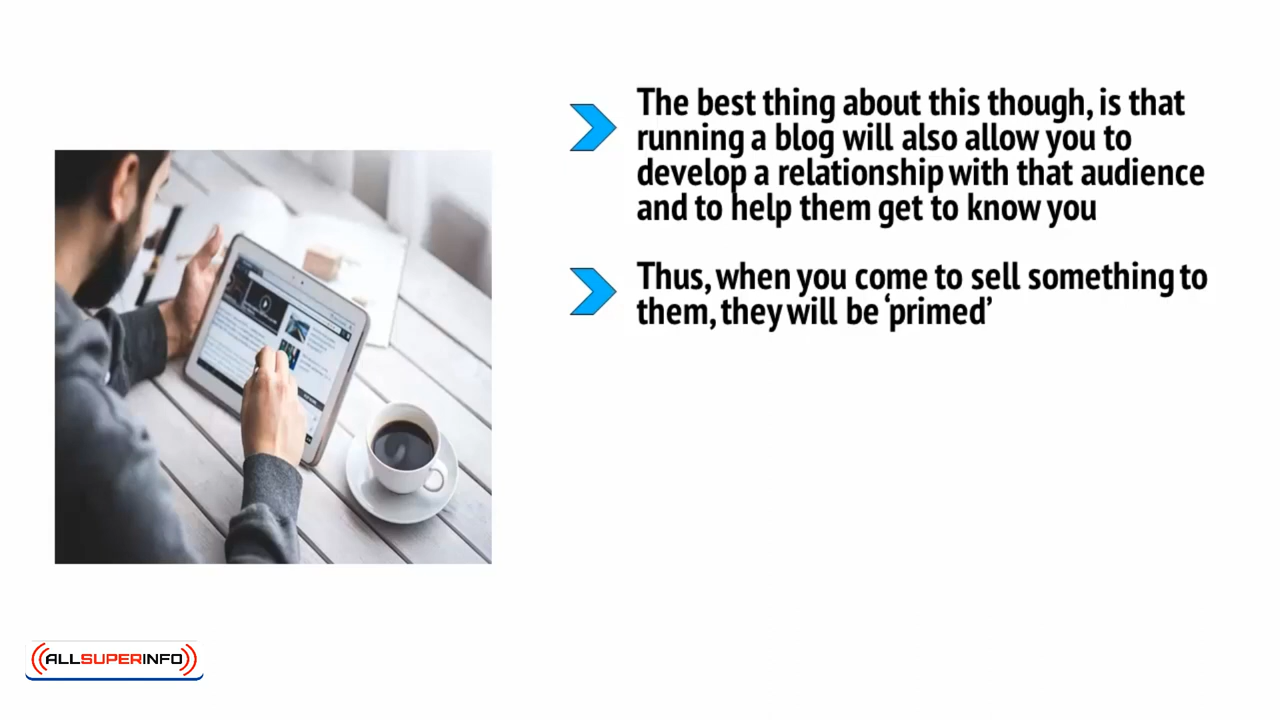 The best thing about this though, is that
running a blog will also allow you to
develop a relationship with that audience
and to help them get to know you
Thus, when you come to sell something to
them, they will be ‘primed’
ALLSUPERINFO